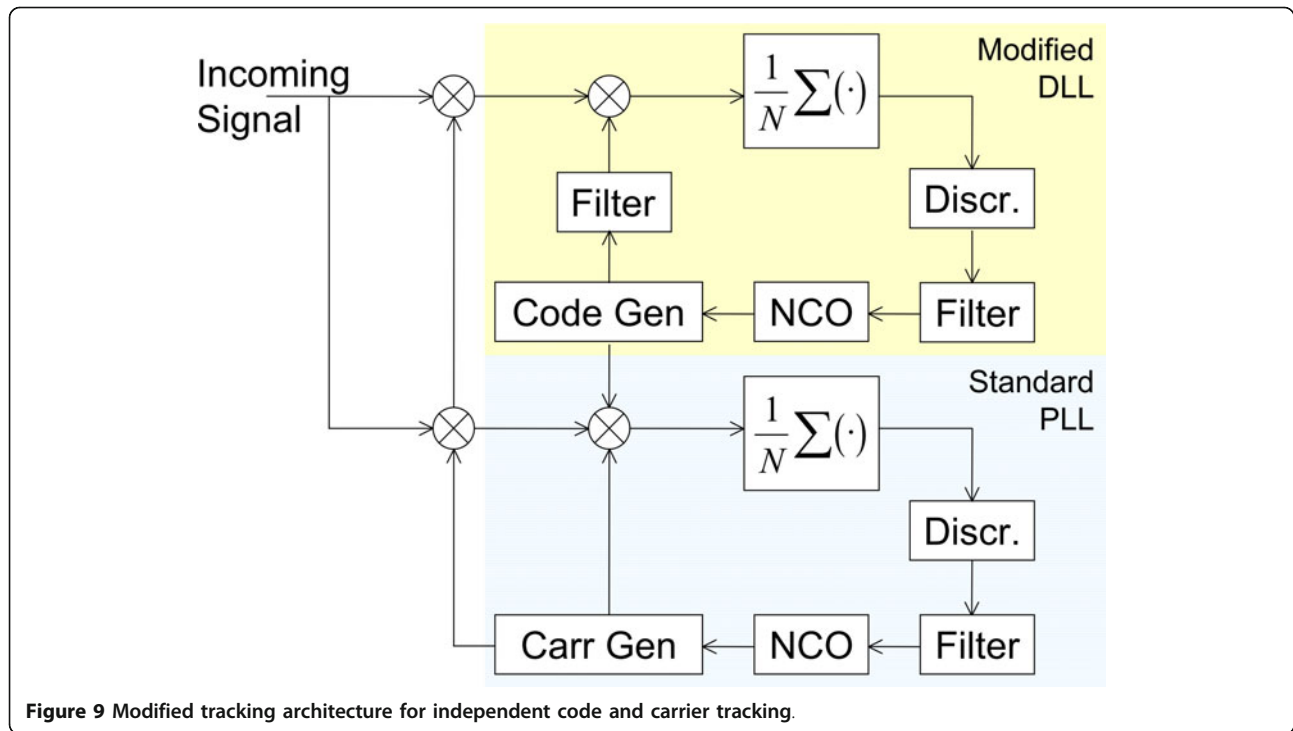 Incoming
Signal
Modified
DLL
1/N ∑(·)
Discr.
Filter
Code Gen
NCO
Filter
Standard
PLL
1/N ∑(·)
Discr.
Carr Gen
NCO
Filter
Figure 9 Modified tracking architecture for independent code and carrier tracking.